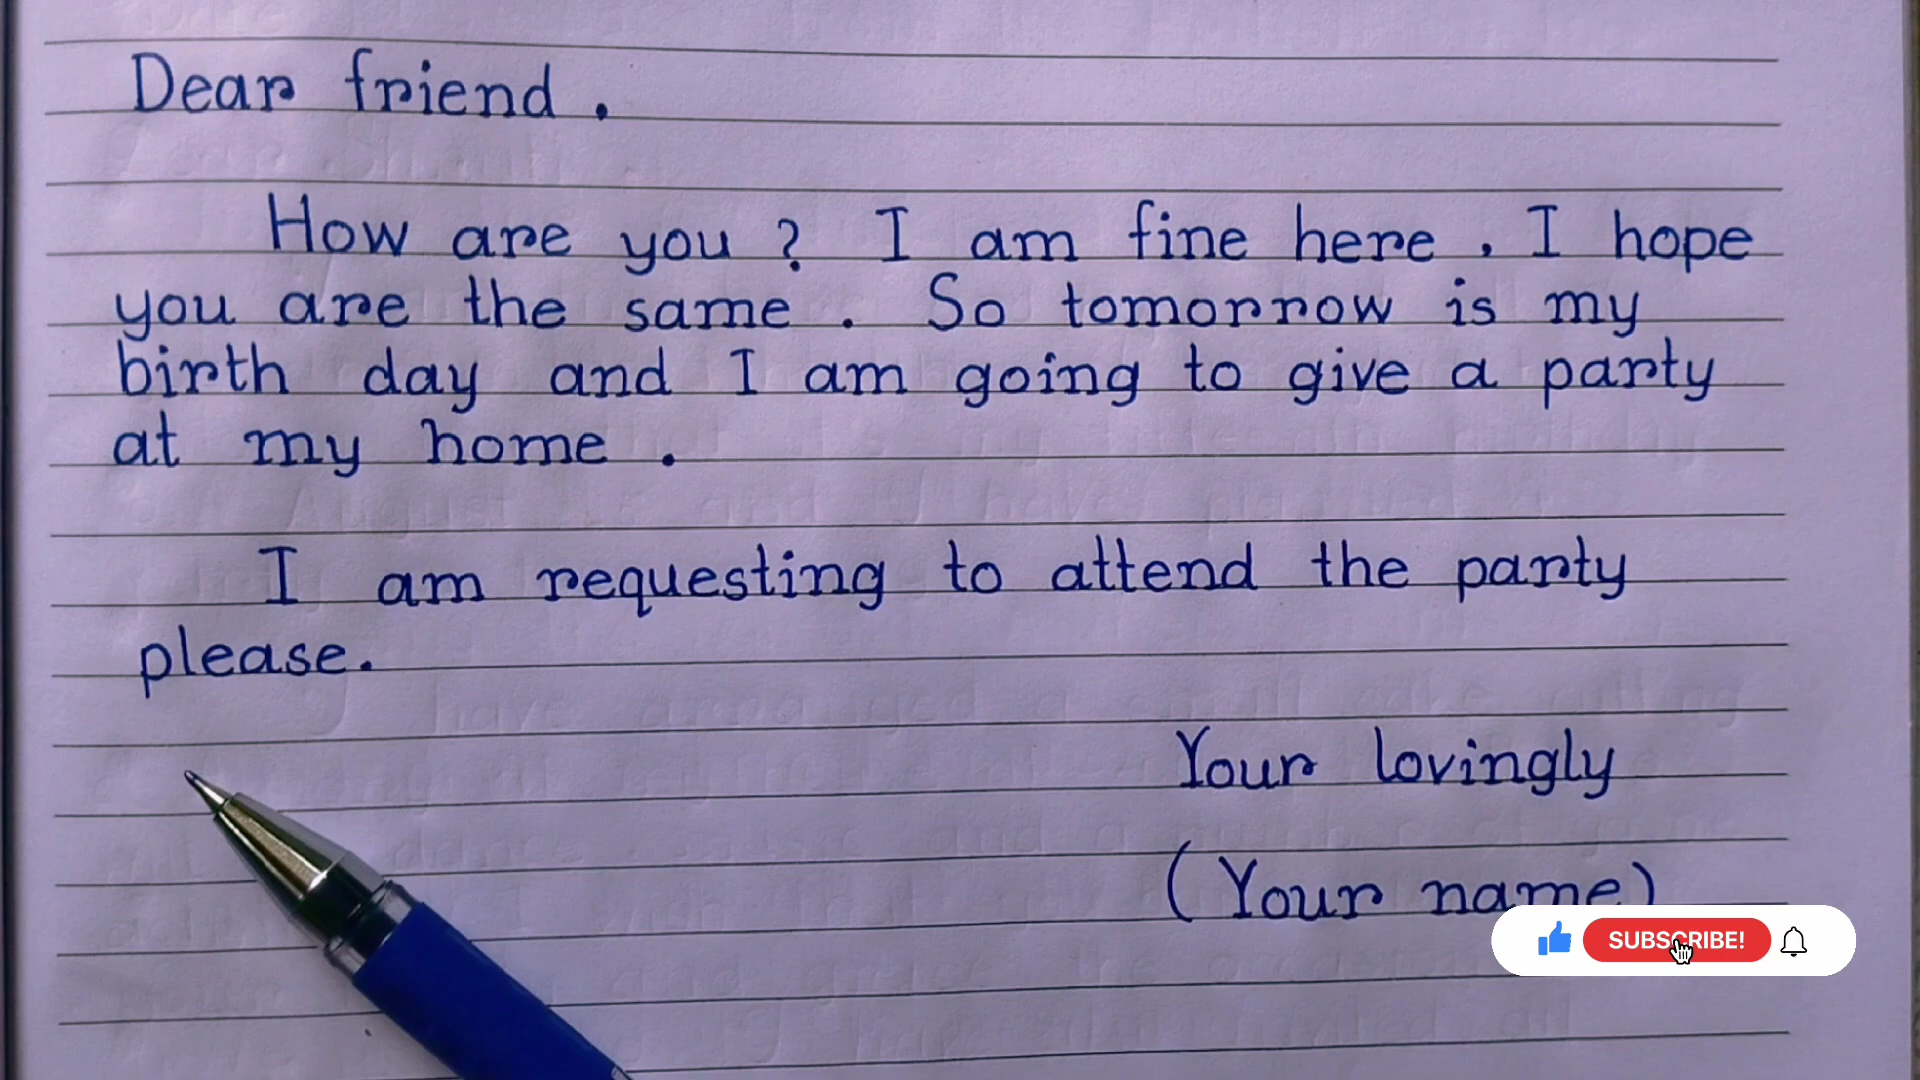 Dear friend .
How are you ? I am fine here . I hope
you are the same . So tomorrow is my
birth day and I am going to give a party
at my home .
I am requesting to attend the party
please.
Your lovingly
(Your name)
SUBSCRIBE!